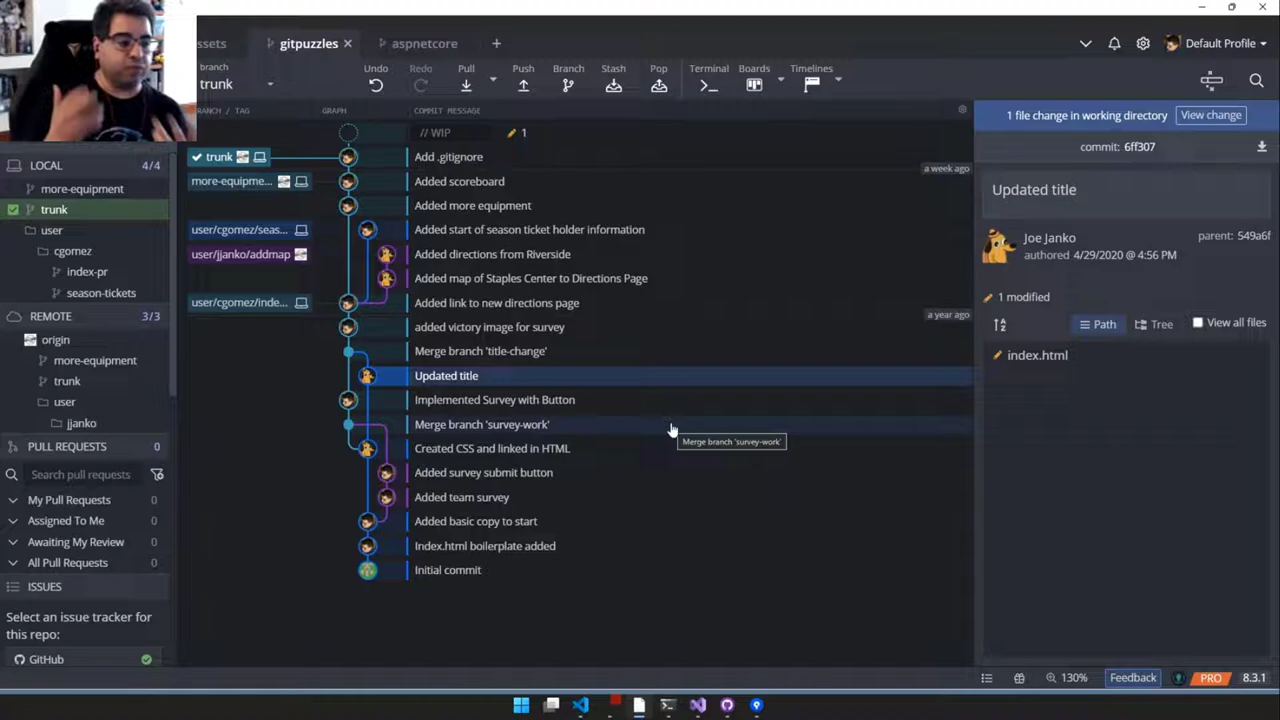 ssets
gitpuzzles
aspnetcore
Default Profile
branch
trunk
Undo
Redo
Pull
Push
Branch
Stash
Pop
Terminal
Boards
Timelines
BRANCH / TAG
GRAPH
COMMIT MESSAGE
// WIP
1
trunk
Add .gitignore
a week ago
more-equipme...
Added scoreboard
Added more equipment
user/cgomez/seas...
Added start of season ticket holder information
user/jjanko/addmap
Added directions from Riverside
Added map of Staples Center to Directions Page
user/cgomez/inde...
Added link to new directions page
a year ago
added victory image for survey
Merge branch 'title-change'
Updated title
Implemented Survey with Button
Merge branch 'survey-work'
Merge branch 'survey-work'
Created CSS and linked in HTML
Added survey submit button
Added team survey
Added basic copy to start
Index.html boilerplate added
Initial commit
LOCAL 4/4
more-equipment
trunk
user
cgomez
index-pr
season-tickets
REMOTE 3/3
origin
more-equipment
trunk
user
jjanko
PULL REQUESTS 0
Search pull requests
My Pull Requests 0
Assigned To Me 0
Awaiting My Review 0
All Pull Requests 0
ISSUES
Select an issue tracker for
this repo:
GitHub
1 file change in working directory
View change
commit: 6ff307
Updated title
Joe Janko
parent: 549a6f
authored 4/29/2020 @ 4:56 PM
1 modified
Path
Tree
View all files
index.html
130%
Feedback
PRO
8.3.1